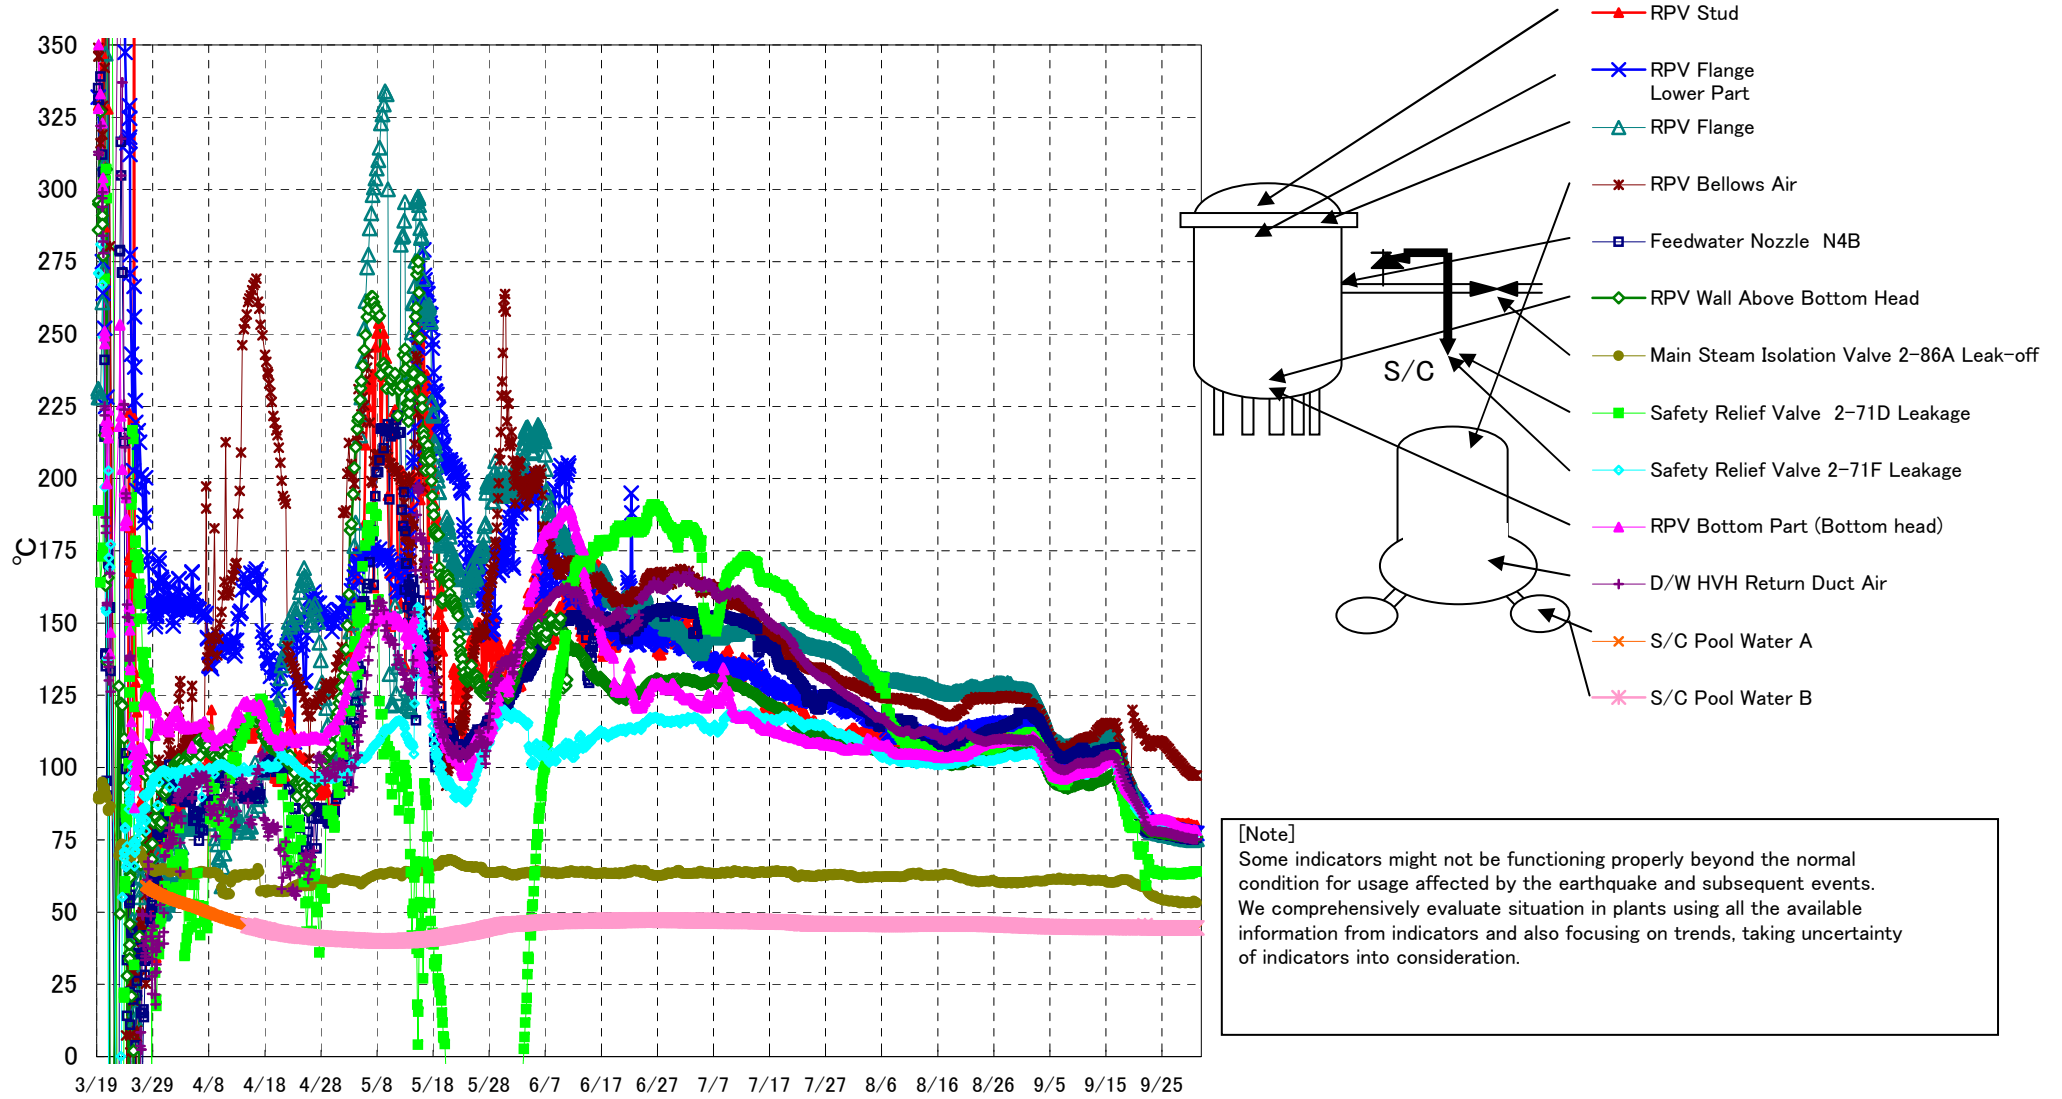 350
325
300
275
250
225
200
175
150
125
100
75
50
25
0
℃
3/19 3/29 4/8 4/18 4/28 5/8 5/18 5/28 6/7 6/17 6/27 7/7 7/17 7/27 8/6 8/16 8/26 9/5 9/15 9/25
RPV Stud
RPV Flange
Lower Part
RPV Flange
RPV Bellows Air
Feedwater Nozzle N4B
RPV Wall Above Bottom Head
Main Steam Isolation Valve 2-86A Leak-off
Safety Relief Valve 2-71D Leakage
Safety Relief Valve 2-71F Leakage
RPV Bottom Part (Bottom head)
D/W HVH Return Duct Air
S/C Pool Water A
S/C Pool Water B
S/C
[Note]
Some indicators might not be functioning properly beyond the normal
condition for usage affected by the earthquake and subsequent events.
We comprehensively evaluate situation in plants using all the available
information from indicators and also focusing on trends, taking uncertainty
of indicators into consideration.